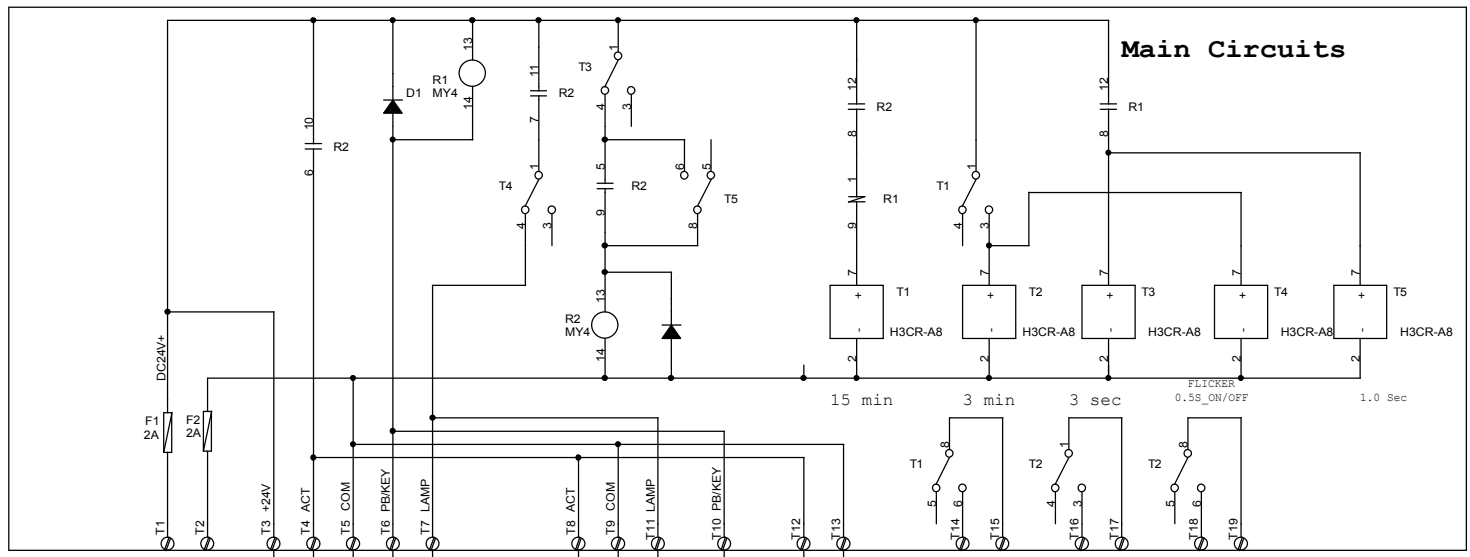 Main Circuits
13
R1
MY4
14
D1
10
R2
6
11
R2
7
1
T4
4
3
1
T3
4
3
5
R2
9
6
5
T5
8
13
R2
MY4
14
12
R2
8
1
R1
9
1
T1
4
3
12
R1
8
7
+
-
2
T1
H3CR-A8
7
+
-
2
T2
H3CR-A8
7
+
-
2
T3
H3CR-A8
7
+
-
2
T4
H3CR-A8
7
+
-
2
T5
H3CR-A8
15 min
3 min
3 sec
FLICKER
0.5S_ON/OFF
1.0 Sec
DC24V+
F1
2A
F2
2A
8
T1
5
6
1
T2
4
3
8
T2
5
6
T1
T2
T3 +24V
T4 ACT
T5 COM
T6 PB/KEY
T7 LAMP
T8 ACT
T9 COM
T11 LAMP
T10 PB/KEY
T12
T13
T14
T15
T16
T17
T18
T19